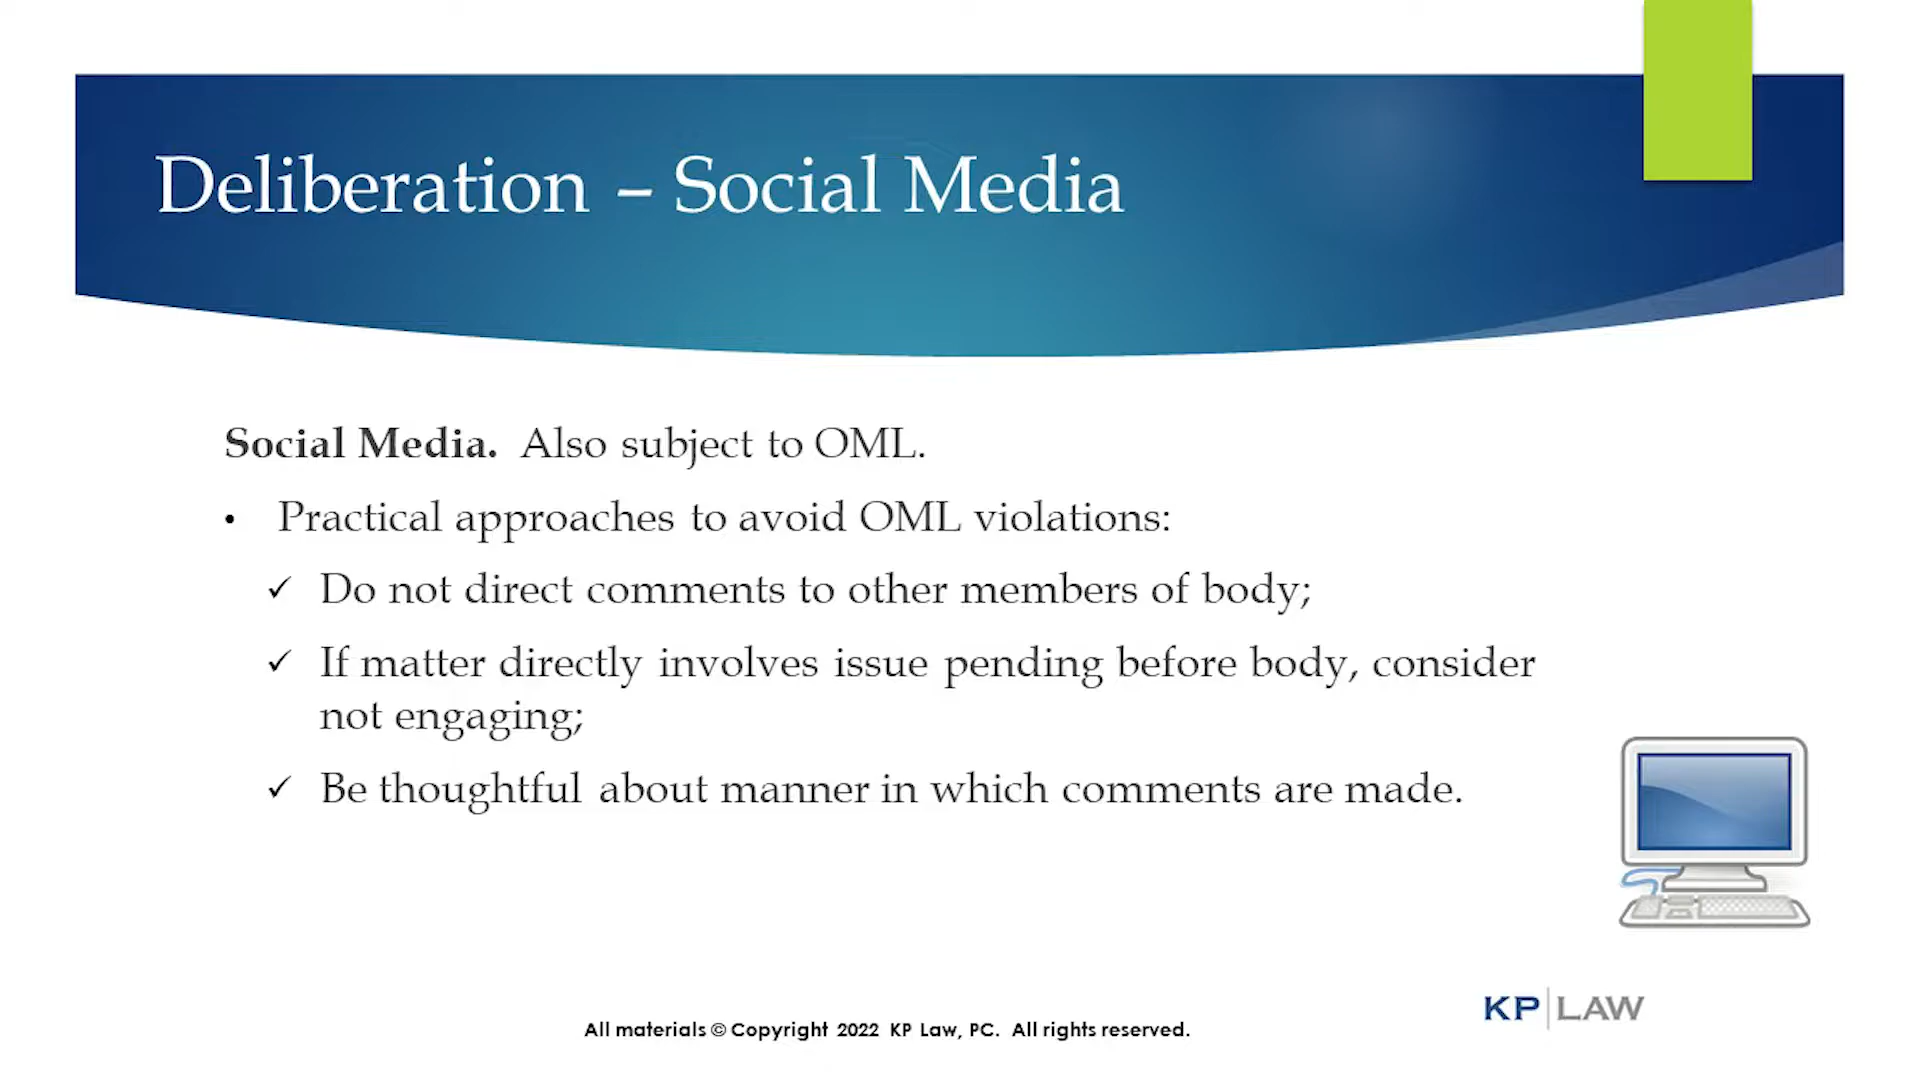 Deliberation – Social Media
Social Media. Also subject to OML.
• Practical approaches to avoid OML violations:
✓ Do not direct comments to other members of body;
✓ If matter directly involves issue pending before body, consider
not engaging;
✓ Be thoughtful about manner in which comments are made.
KP|LAW
All materials © Copyright 2022 KP Law, PC. All rights reserved.